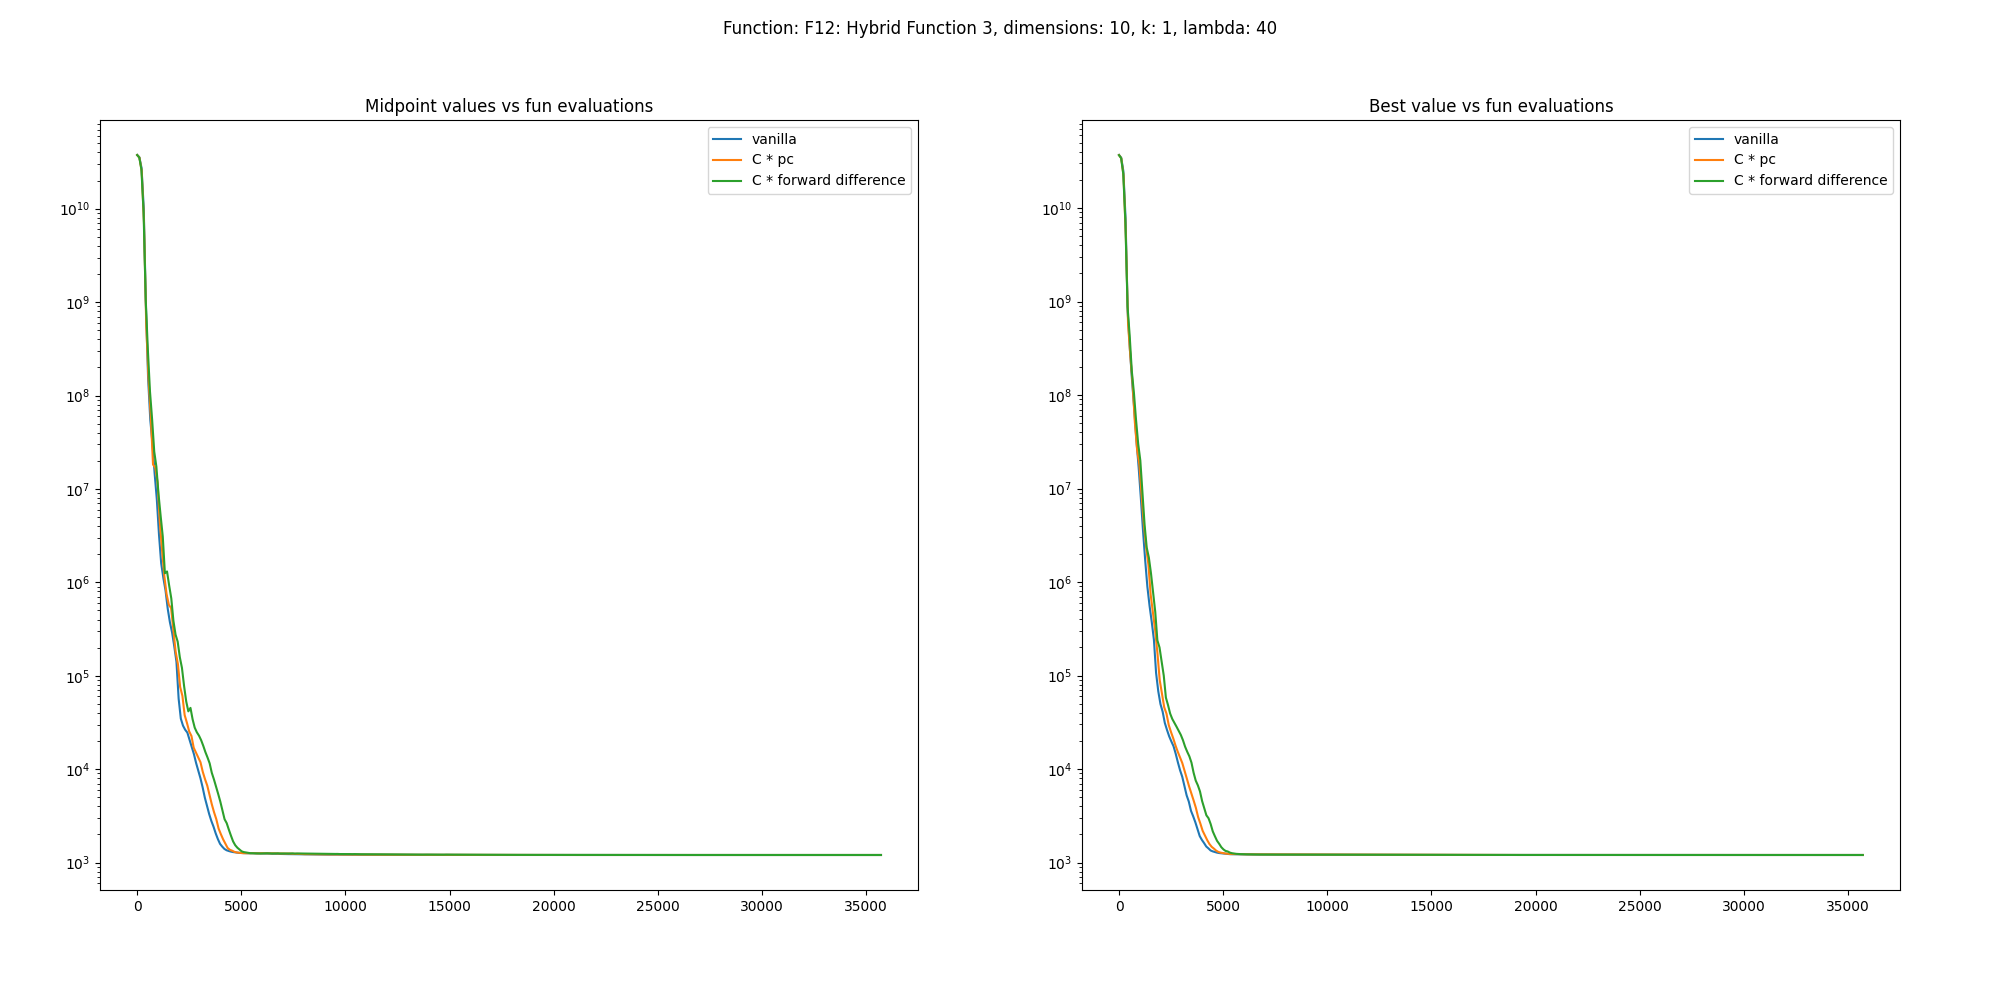 Function: F12: Hybrid Function 3, dimensions: 10, k: 1, lambda: 40
Midpoint values vs fun evaluations
vanilla
C * pc
C * forward difference
10^10
10^9
10^8
10^7
10^6
10^5
10^4
10^3
0 5000 10000 15000 20000 25000 30000 35000
Best value vs fun evaluations
vanilla
C * pc
C * forward difference
10^10
10^9
10^8
10^7
10^6
10^5
10^4
10^3
0 5000 10000 15000 20000 25000 30000 35000